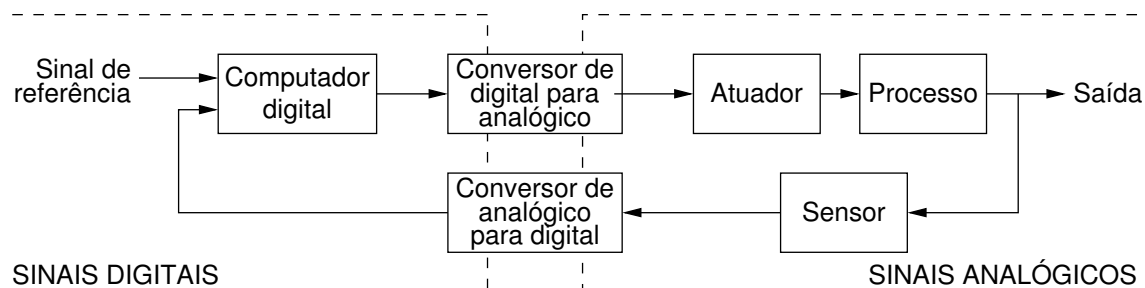 Sinal de
referência
Computador
digital
Conversor de
digital para
analógico
Atuador
Processo
Saída
Conversor de
analógico
para digital
Sensor
SINAIS DIGITAIS
SINAIS ANALÓGICOS